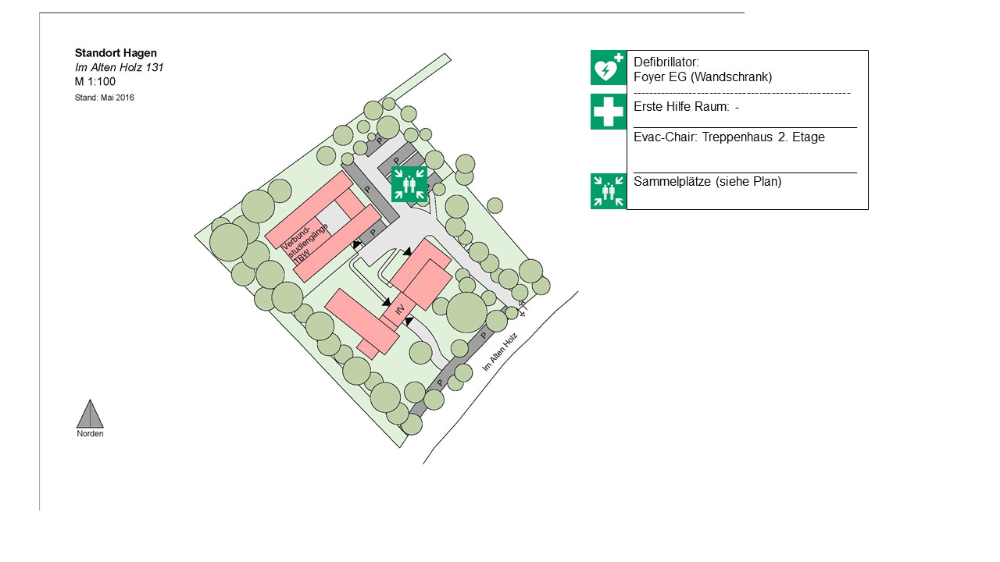 Standort Hagen
Im Alten Holz 131
M 1:100
Stand: Mai 2016
Defibrillator:
Foyer EG (Wandschrank)
Erste Hilfe Raum: -
Evac-Chair: Treppenhaus 2. Etage
Sammelplätze (siehe Plan)
P
P
P
P
Verbund-
studiengänge
TBW
IfV
P
P
Im Alten Holz
Norden